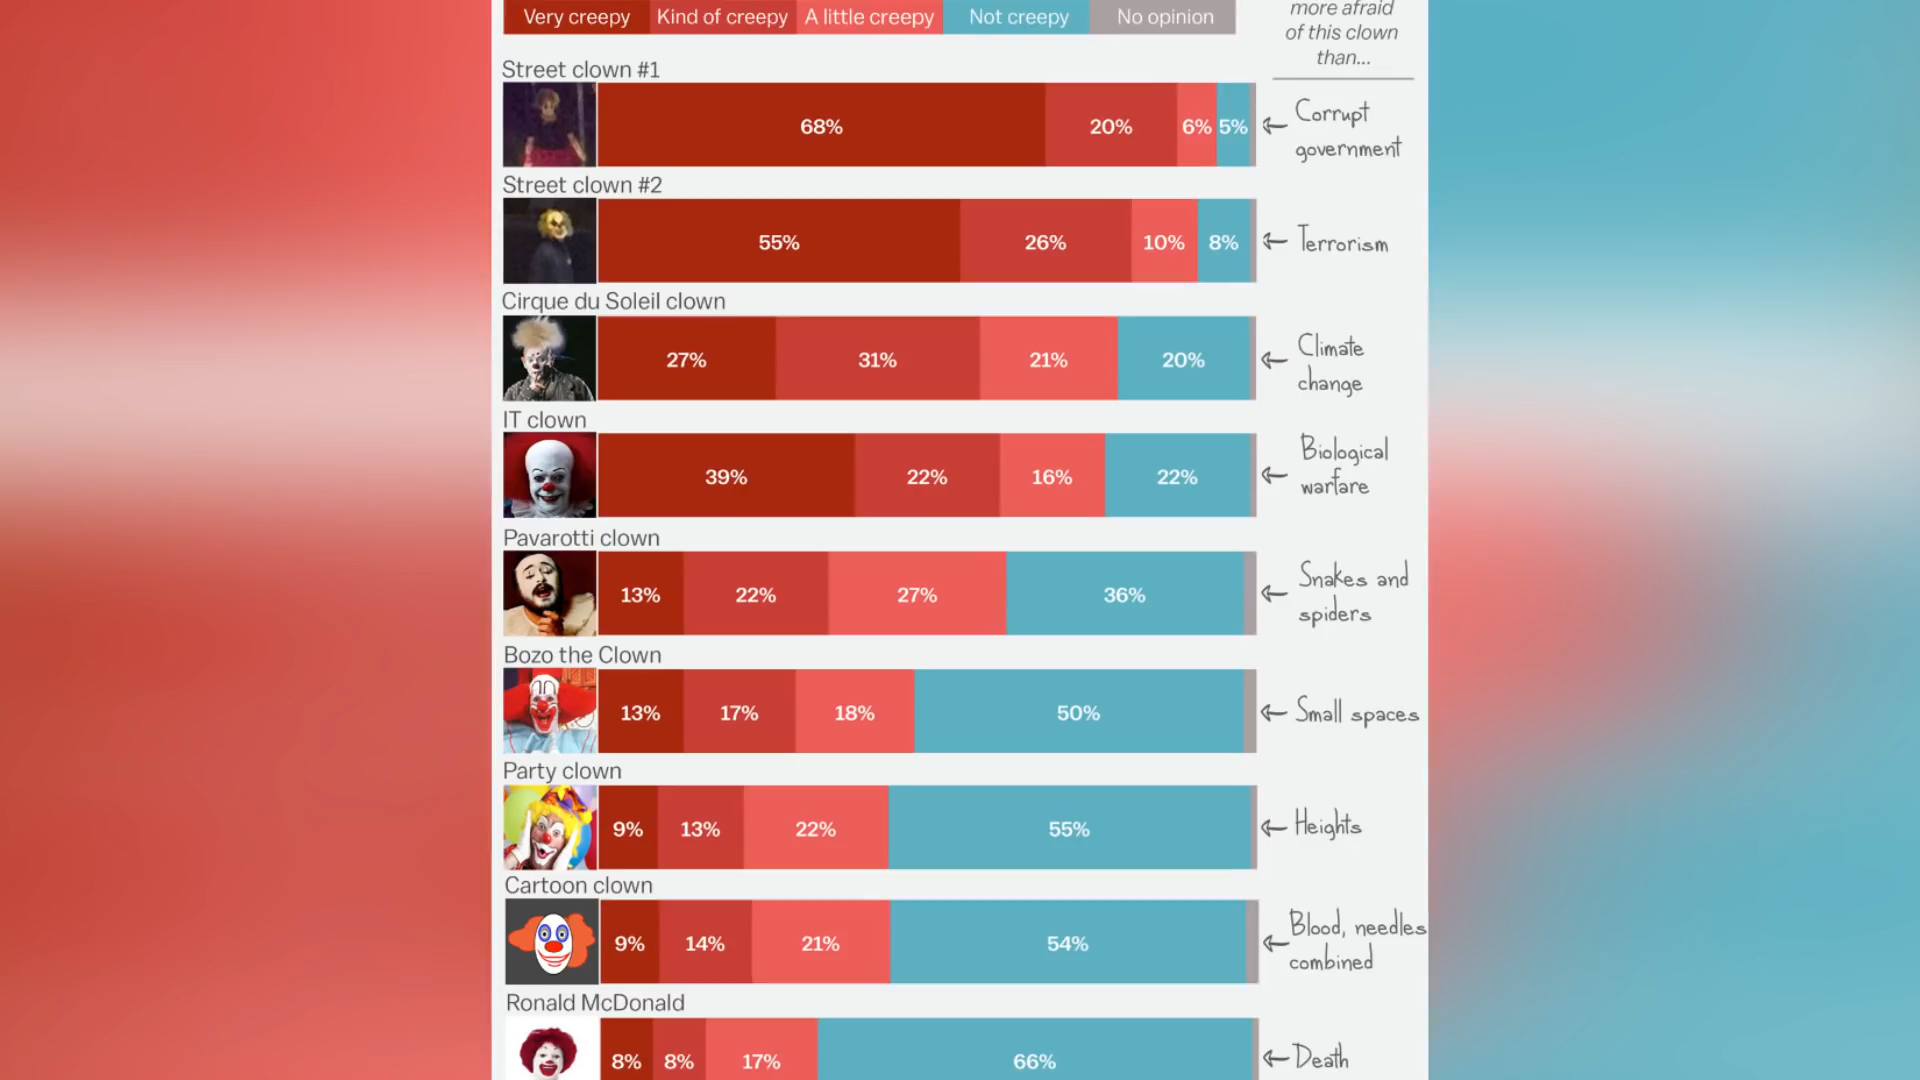 Very creepy Kind of creepy A little creepy Not creepy No opinion
more afraid
of this clown
than...
Street clown #1
68% 20% 6% 5%
Corrupt
government
Street clown #2
55% 26% 10% 8%
Terrorism
Cirque du Soleil clown
27% 31% 21% 20%
Climate
change
IT clown
39% 22% 16% 22%
Biological
warfare
Pavarotti clown
13% 22% 27% 36%
Snakes and
spiders
Bozo the Clown
13% 17% 18% 50%
Small spaces
Party clown
9% 13% 22% 55%
Heights
Cartoon clown
9% 14% 21% 54%
Blood, needles
combined
Ronald McDonald
8% 8% 17% 66%
Death